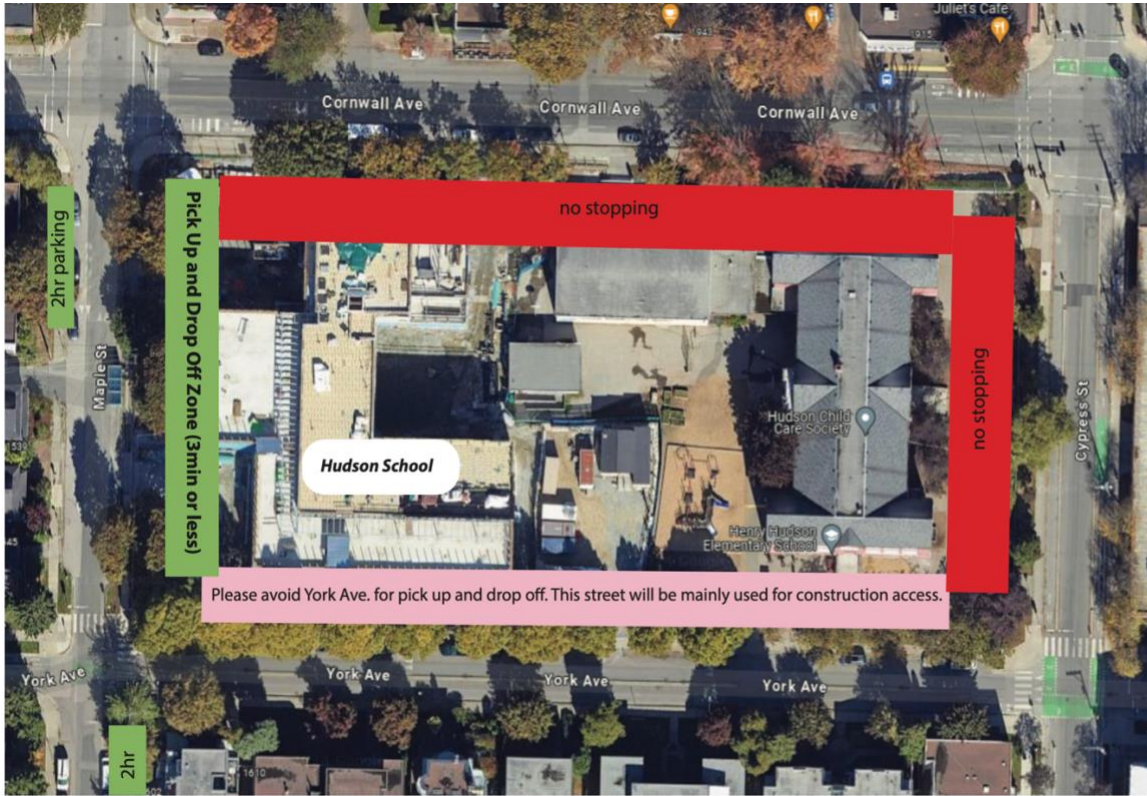 Juliet's Cafe
1943
1915
Cornwall Ave
Cornwall Ave
Cornwall Ave
no stopping
2hr parking
Pick Up and Drop Off Zone (3min or less)
Maple St
no stopping
Cypress St
Hudson Child
Care Society
Hudson School
Henry Hudson
Elementary School
Please avoid York Ave. for pick up and drop off. This street will be mainly used for construction access.
York Ave
York Ave
York Ave
York Ave
2hr
1610